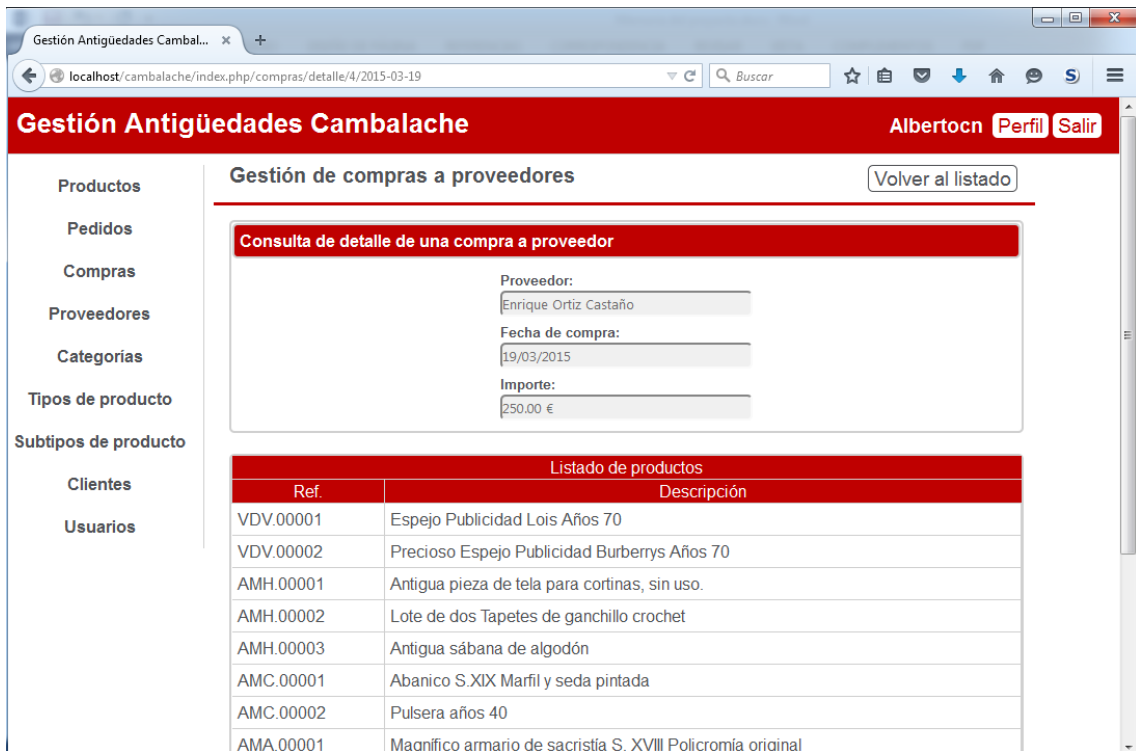 Gestión Antigüedades Cambal...
localhost/cambalache/index.php/compras/detalle/4/2015-03-19
Buscar
Gestión Antigüedades Cambalache
Albertocn Perfil Salir
Productos
Pedidos
Compras
Proveedores
Categorías
Tipos de producto
Subtipos de producto
Clientes
Usuarios
Gestión de compras a proveedores
Volver al listado
Consulta de detalle de una compra a proveedor
Proveedor:
Enrique Ortiz Castaño
Fecha de compra:
19/03/2015
Importe:
250.00 €
Listado de productos
Ref. Descripción
VDV.00001 Espejo Publicidad Lois Años 70
VDV.00002 Precioso Espejo Publicidad Burberrys Años 70
AMH.00001 Antigua pieza de tela para cortinas, sin uso.
AMH.00002 Lote de dos Tapetes de ganchillo crochet
AMH.00003 Antigua sábana de algodón
AMC.00001 Abanico S.XIX Marfil y seda pintada
AMC.00002 Pulsera años 40
AMA.00001 Magnífico armario de sacristía S. XVIII Policromía original